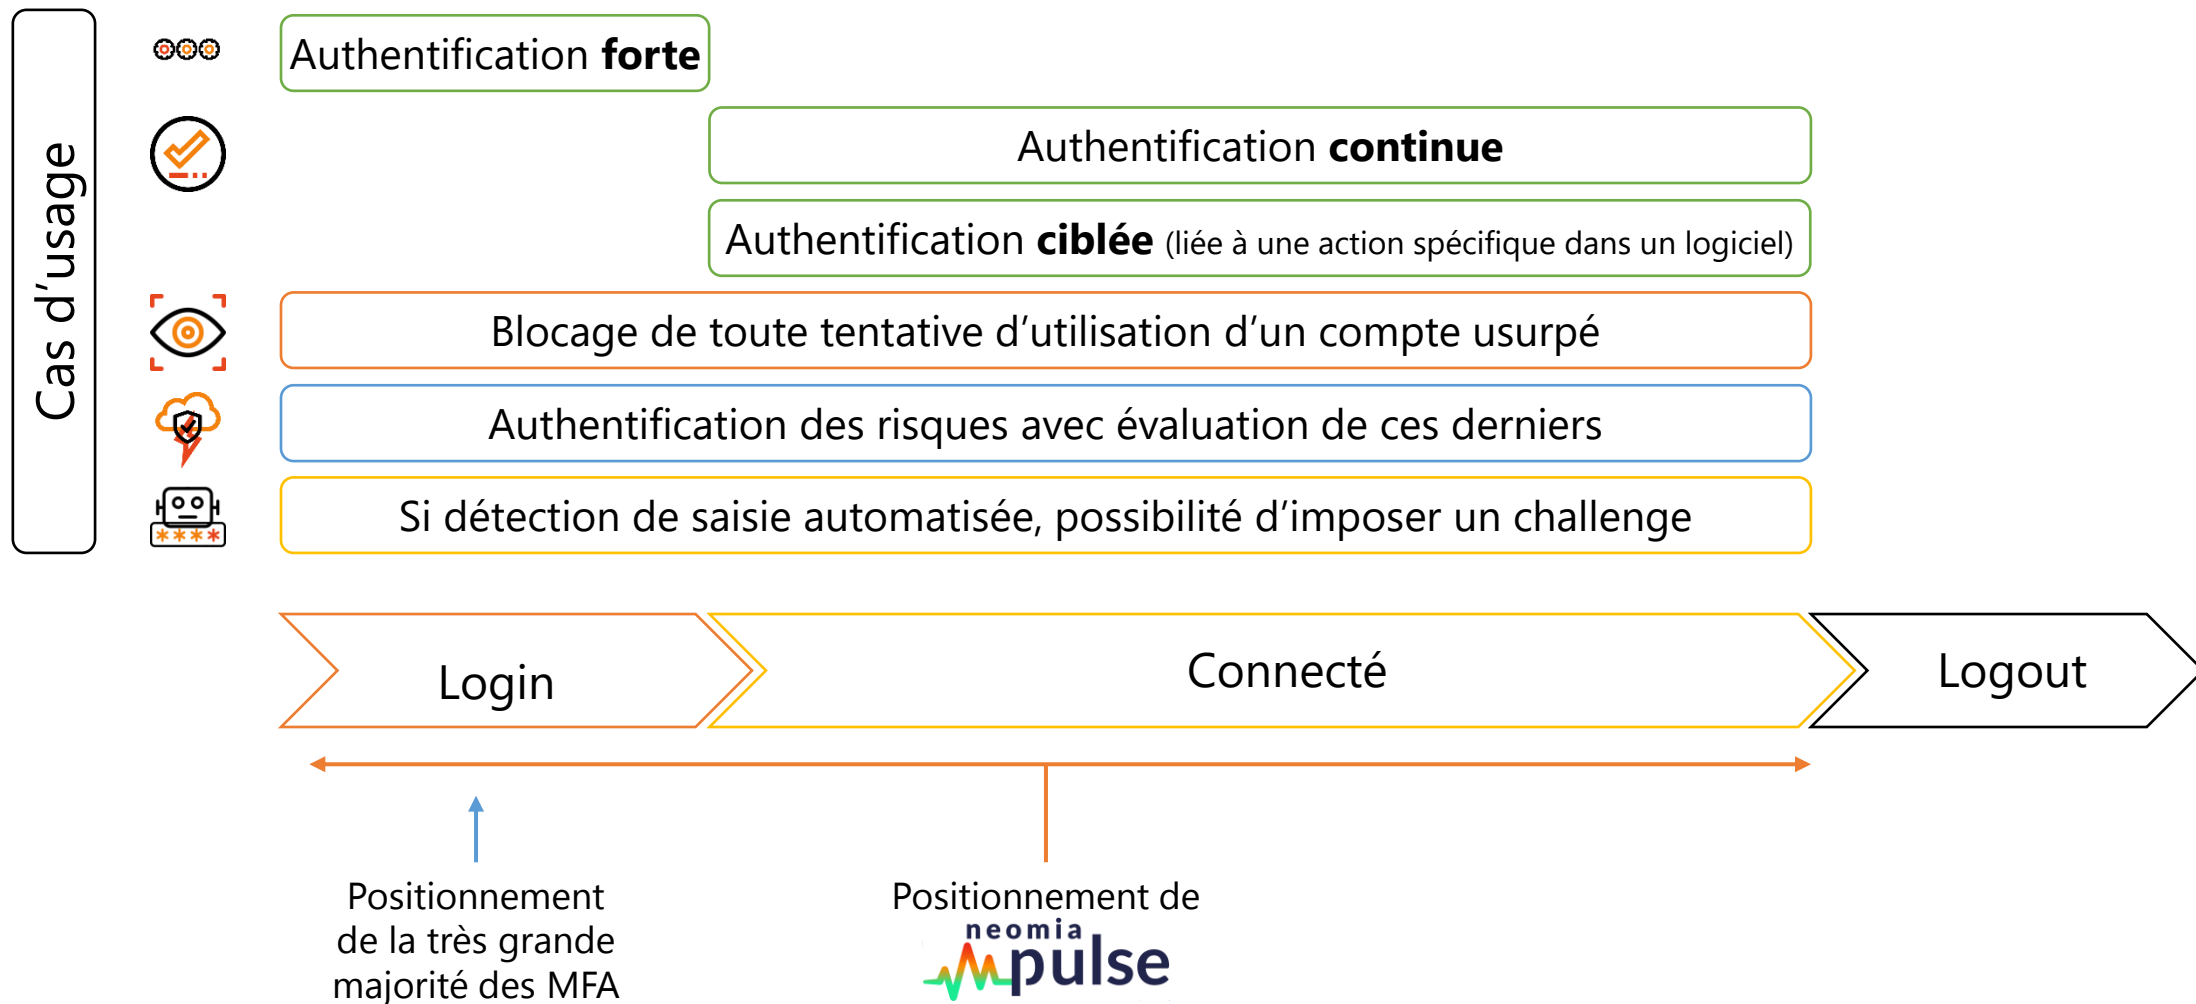 Cas d’usage
Authentification forte
Authentification continue
Authentification ciblée (liée à une action spécifique dans un logiciel)
Blocage de toute tentative d’utilisation d’un compte usurpé
Authentification des risques avec évaluation de ces derniers
Si détection de saisie automatisée, possibilité d’imposer un challenge
****
Login
Connecté
Logout
Positionnement
de la très grande
majorité des MFA
Positionnement de
neomia
pulse